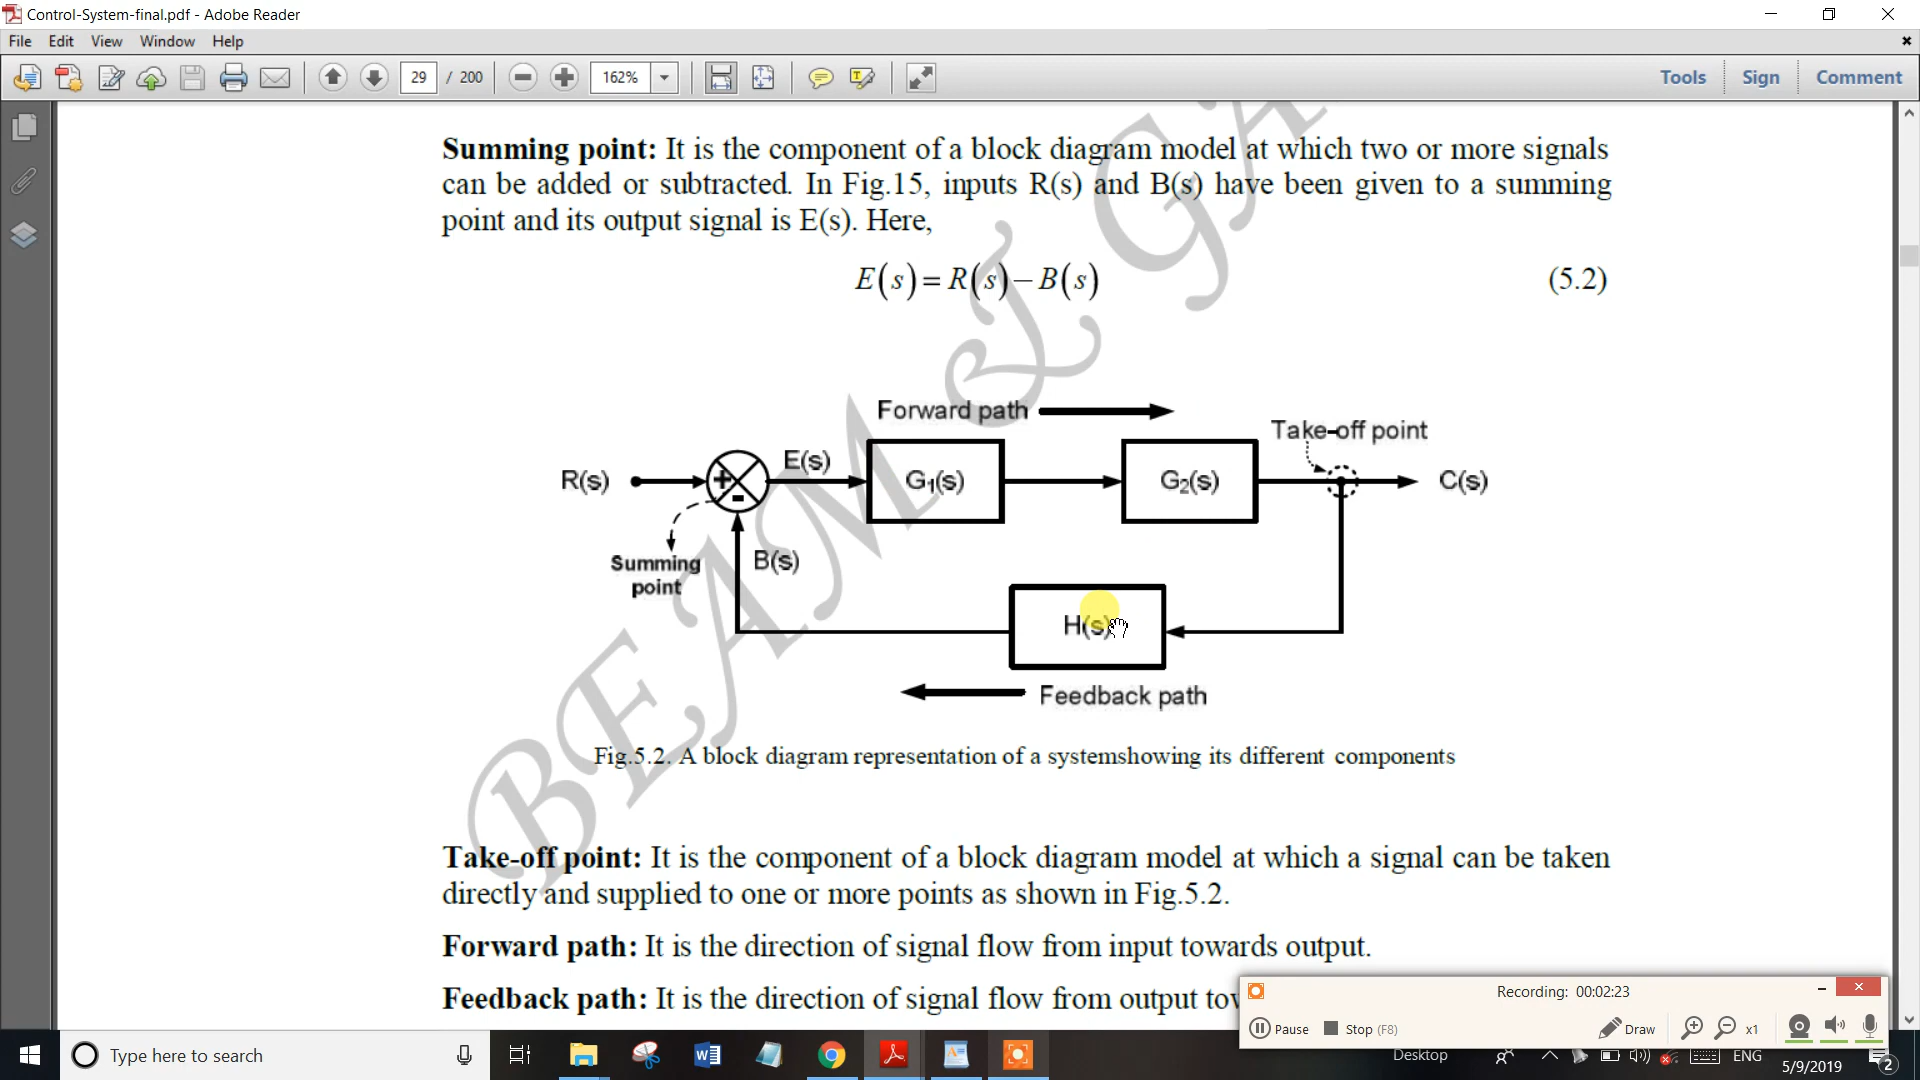 Control-System-final.pdf - Adobe Reader
File Edit View Window Help
29 / 200 162% Tools Sign Comment
Summing point: It is the component of a block diagram model at which two or more signals
can be added or subtracted. In Fig.15, inputs R(s) and B(s) have been given to a summing
point and its output signal is E(s). Here,
E(s)=R(s)−B(s) (5.2)
Forward path
Take-off point
R(s) + - E(s) G1(s) G2(s) C(s)
Summing
point
B(s)
H(s)
Feedback path
Fig.5.2. A block diagram representation of a systemshowing its different components
Take-off point: It is the component of a block diagram model at which a signal can be taken
directly and supplied to one or more points as shown in Fig.5.2.
Forward path: It is the direction of signal flow from input towards output.
Feedback path: It is the direction of signal flow from output tow
BEAM & GA
Recording: 00:02:23
Pause Stop (F8) Draw x1
Type here to search Desktop ENG
5/9/2019 2